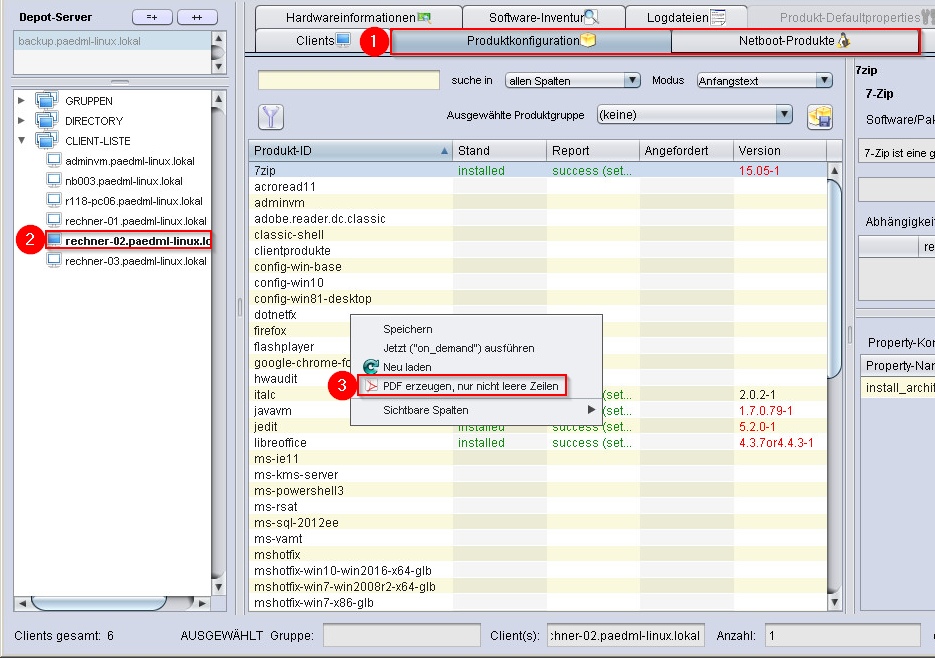 Depot-Server
=+
++
backup.paedml-linux.lokal
GRUPPEN
DIRECTORY
CLIENT-LISTE
adminvm.paedml-linux.lokal
nb003.paedml-linux.lokal
r118-pc06.paedml-linux.lokal
rechner-01.paedml-linux.lokal
2
rechner-02.paedml-linux.lo
rechner-03.paedml-linux.lokal
Hardwareinformationen
Software-Inventur
Logdateien
Produkt-Defaultproperties
Clients
1
Produktkonfiguration
Netboot-Produkte
suche in
allen Spalten
Modus
Anfangstext
Ausgewählte Produktgruppe
(keine)
Produkt-ID Stand Report Angefordert Version
7zip installed success (set... 15.05-1
acroread11
adminvm
adobe.reader.dc.classic
classic-shell
clientprodukte
config-win-base
config-win10
config-win81-desktop
dotnetfx
firefox
flashplayer
google-chrome-fo
hwaudit
italc (set... 2.0.2-1
javavm (set... 1.7.0.79-1
jedit installed success (set... 5.2.0-1
libreoffice installed success (set... 4.3.7or4.4.3-1
ms-ie11
ms-kms-server
ms-powershell3
ms-rsat
ms-sql-2012ee
ms-vamt
mshotfix
mshotfix-win10-win2016-x64-glb
mshotfix-win7-win2008r2-x64-glb
mshotfix-win7-x86-glb
Speichern
Jetzt ("on_demand") ausführen
Neu laden
3
PDF erzeugen, nur nicht leere Zeilen
Sichtbare Spalten
7zip
7-Zip
Software/Pak
7-Zip ist eine g
Abhängigkeit
re
Property-Kon
Property-Nar
install_archit
Clients gesamt: 6
AUSGEWÄHLT Gruppe:
Client(s):
:hner-02.paedml-linux.lokal
Anzahl:
1